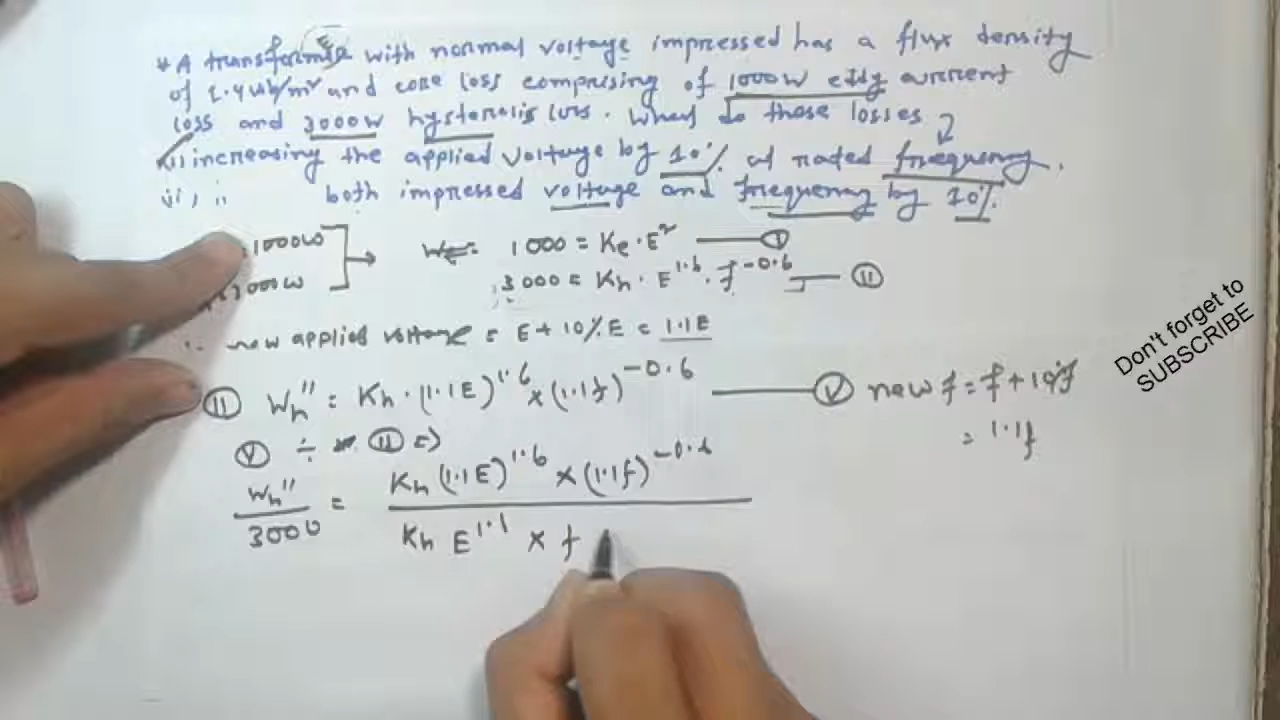 * A transformer with normal voltage impressed has a flux density
of 1.4 wb/m² and core loss comprising of 1000W eddy current
loss and 3000W hysterolis loss. What do these losses
(i) increasing the applied voltage by 10% at rated frequency.
ii, ii both impressed voltage and frequency by 10%.
1000W
We = 1000 = Ke·E² —— I
3000W
3000 = Kh · E^1.6 · f^-0.6 —— II
∴ new applied voltage = E + 10% E = 1.1E
II Wh'' = Kh · (1.1E)^1.6 × (1.1f)^-0.6 —— V new f = f + 10%f
= 1.1f
V ÷ II ⇒
Wh''/3000 = Kh (1.1E)^1.6 × (1.1f)^-0.6
Kh E^1.1 × f
Don't forget to
SUBSCRIBE